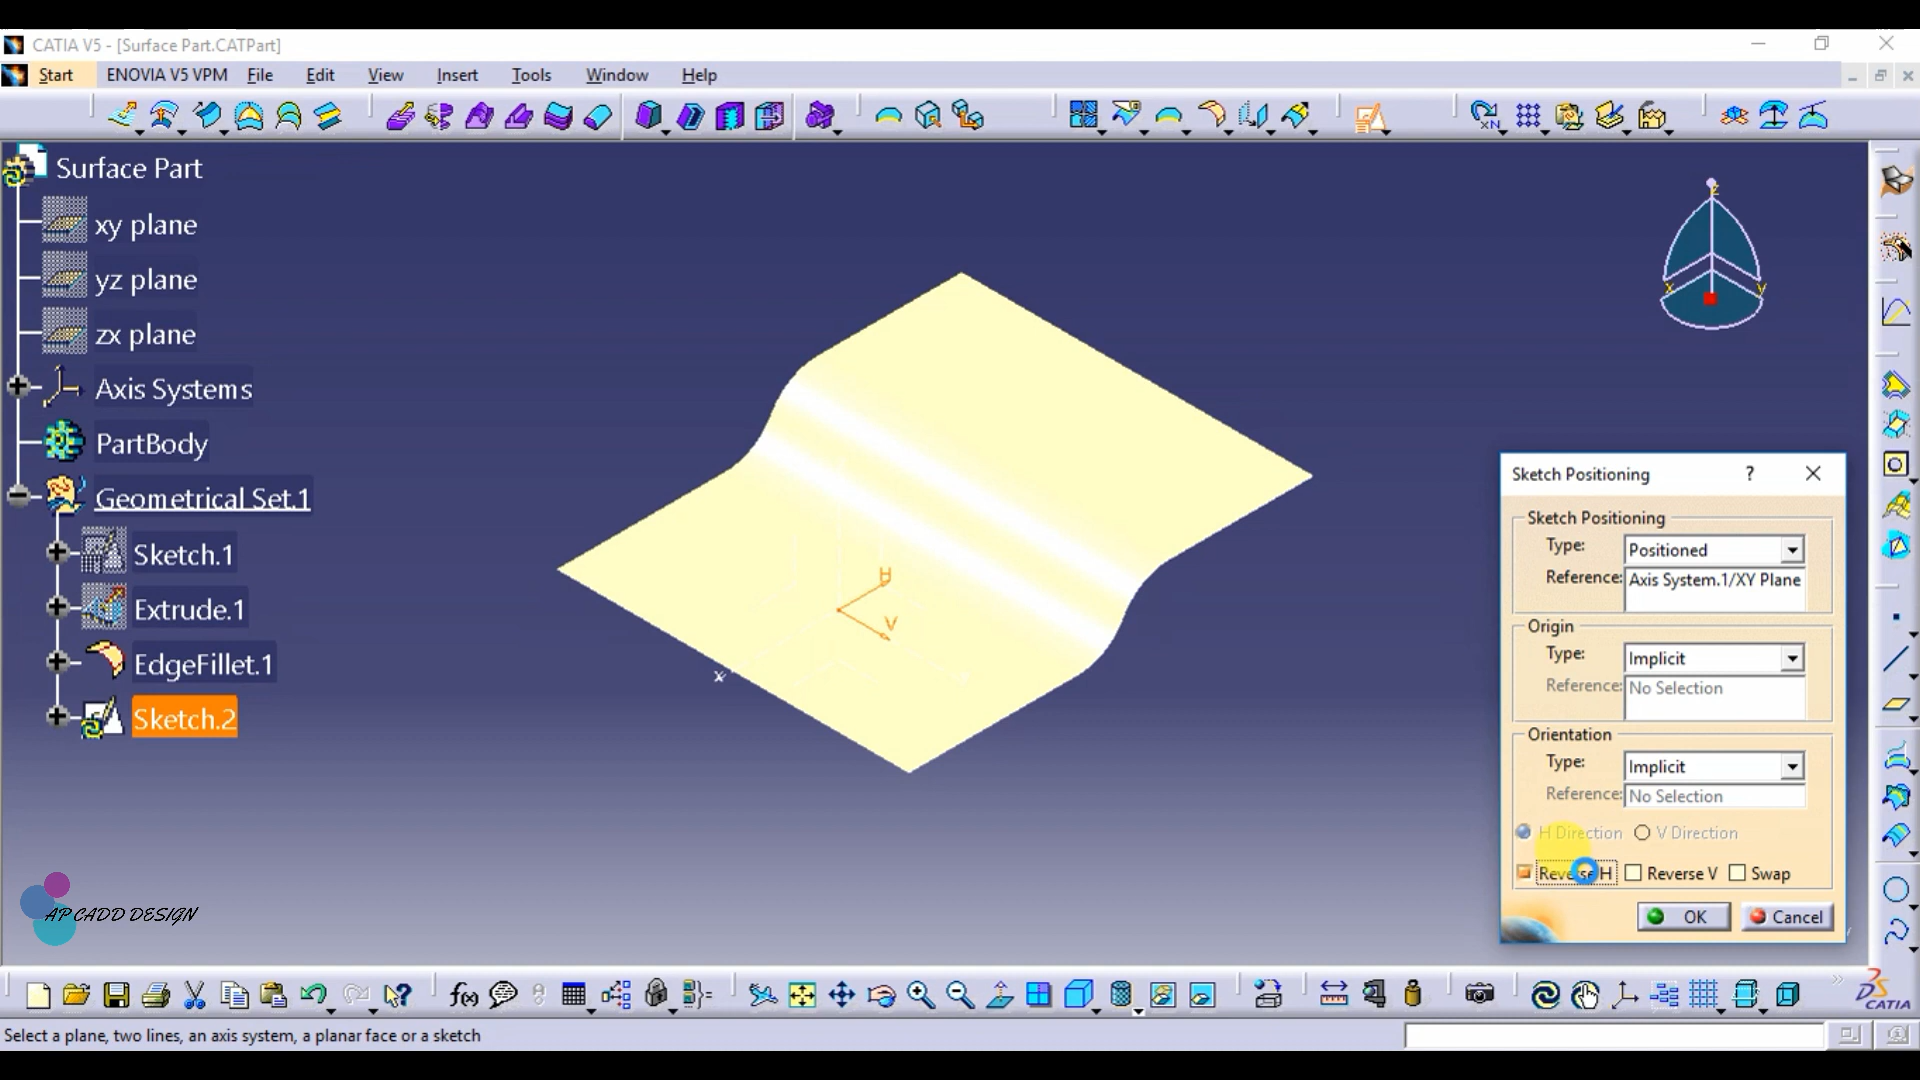 CATIA V5 - [Surface Part.CATPart]
Start ENOVIA V5 VPM File Edit View Insert Tools Window Help
Surface Part
xy plane
yz plane
zx plane
Axis Systems
PartBody
Geometrical Set.1
Sketch.1
Extrude.1
EdgeFillet.1
Sketch.2
z
x
y
H
V
x
Sketch Positioning ?
Sketch Positioning
Type: Positioned
Reference: Axis System.1/XY Plane
Origin
Type: Implicit
Reference: No Selection
Orientation
Type: Implicit
Reference: No Selection
H Direction V Direction
Reverse H Reverse V Swap
OK Cancel
AP CADD DESIGN
f(x)
CATIA
Select a plane, two lines, an axis system, a planar face or a sketch